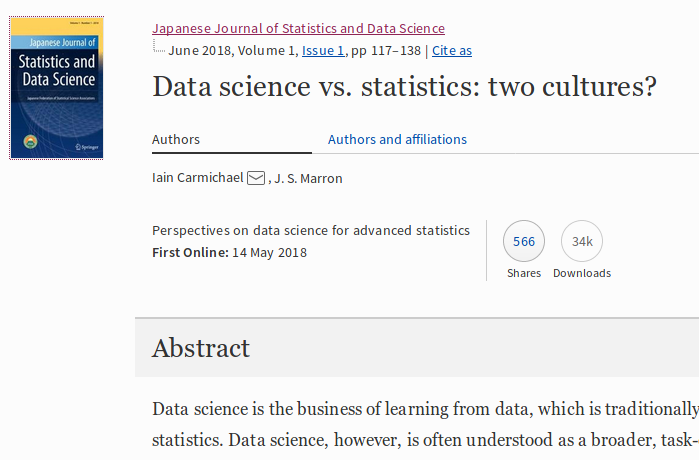 Japanese Journal of
Statistics and
Data Science
Springer
Japanese Journal of Statistics and Data Science
June 2018, Volume 1, Issue 1, pp 117–138 | Cite as
Data science vs. statistics: two cultures?
Authors
Authors and affiliations
Iain Carmichael , J. S. Marron
Perspectives on data science for advanced statistics
First Online: 14 May 2018
566
34k
Shares
Downloads
Abstract
Data science is the business of learning from data, which is traditionally
statistics. Data science, however, is often understood as a broader, task-